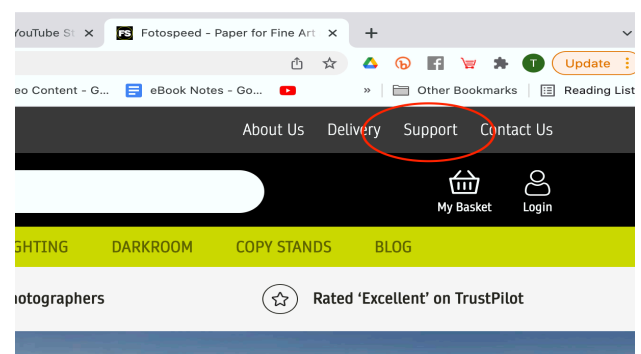 YouTube St
FS Fotospeed - Paper for Fine Art
T Update
eo Content - G... eBook Notes - Go... » Other Bookmarks Reading List
About Us Delivery Support Contact Us
My Basket Login
GHTING DARKROOM COPY STANDS BLOG
hotographers Rated ‘Excellent’ on TrustPilot